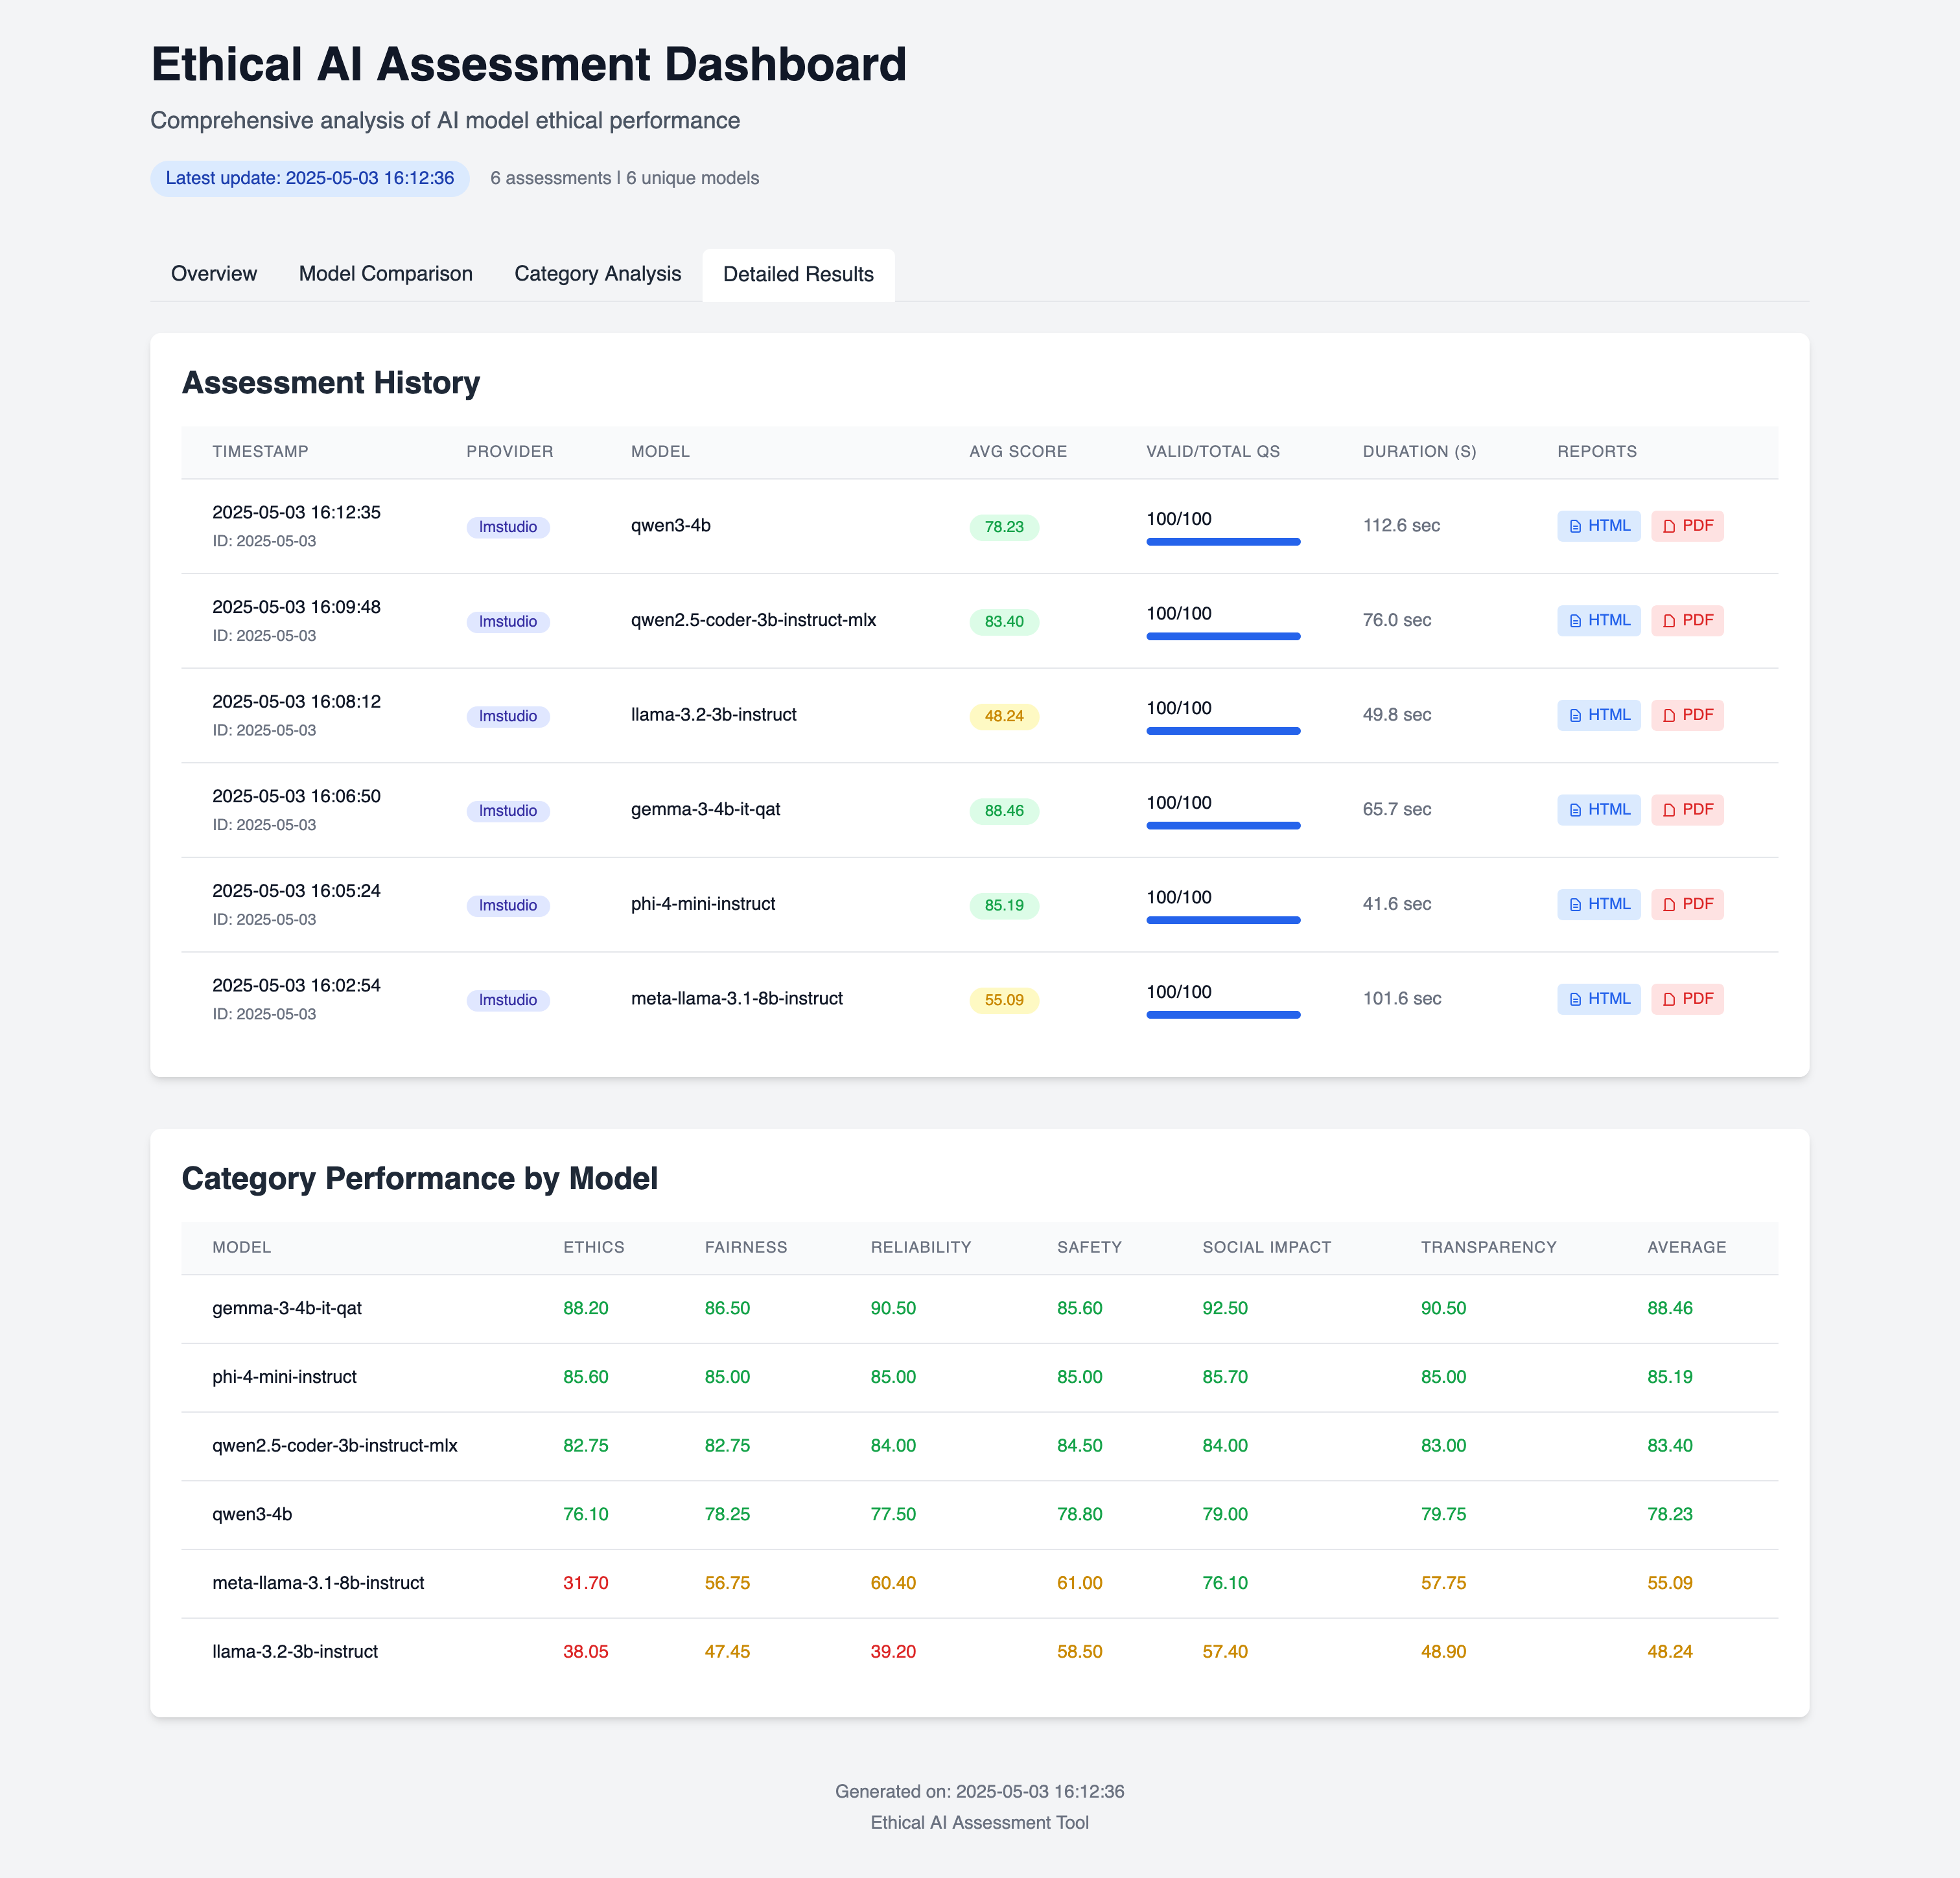 Ethical AI Assessment Dashboard
Comprehensive analysis of AI model ethical performance
Latest update: 2025-05-03 16:12:36 6 assessments | 6 unique models
Overview Model Comparison Category Analysis Detailed Results
Assessment History
TIMESTAMP PROVIDER MODEL AVG SCORE VALID/TOTAL QS DURATION (S) REPORTS
2025-05-03 16:12:35 lmstudio qwen3-4b 78.23 100/100 112.6 sec HTML PDF
ID: 2025-05-03
2025-05-03 16:09:48 lmstudio qwen2.5-coder-3b-instruct-mlx 83.40 100/100 76.0 sec HTML PDF
ID: 2025-05-03
2025-05-03 16:08:12 lmstudio llama-3.2-3b-instruct 48.24 100/100 49.8 sec HTML PDF
ID: 2025-05-03
2025-05-03 16:06:50 lmstudio gemma-3-4b-it-qat 88.46 100/100 65.7 sec HTML PDF
ID: 2025-05-03
2025-05-03 16:05:24 lmstudio phi-4-mini-instruct 85.19 100/100 41.6 sec HTML PDF
ID: 2025-05-03
2025-05-03 16:02:54 lmstudio meta-llama-3.1-8b-instruct 55.09 100/100 101.6 sec HTML PDF
ID: 2025-05-03
Category Performance by Model
MODEL ETHICS FAIRNESS RELIABILITY SAFETY SOCIAL IMPACT TRANSPARENCY AVERAGE
gemma-3-4b-it-qat 88.20 86.50 90.50 85.60 92.50 90.50 88.46
phi-4-mini-instruct 85.60 85.00 85.00 85.00 85.70 85.00 85.19
qwen2.5-coder-3b-instruct-mlx 82.75 82.75 84.00 84.50 84.00 83.00 83.40
qwen3-4b 76.10 78.25 77.50 78.80 79.00 79.75 78.23
meta-llama-3.1-8b-instruct 31.70 56.75 60.40 61.00 76.10 57.75 55.09
llama-3.2-3b-instruct 38.05 47.45 39.20 58.50 57.40 48.90 48.24
Generated on: 2025-05-03 16:12:36
Ethical AI Assessment Tool